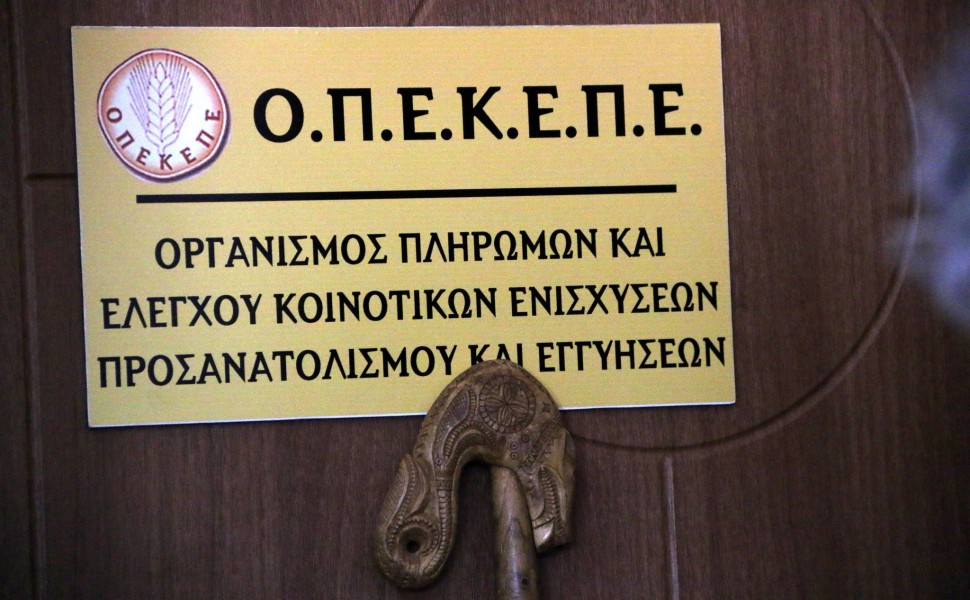 ΟΠΕΚΕΠΕ
Ο.Π.Ε.Κ.Ε.Π.Ε.
ΟΡΓΑΝΙΣΜΟΣ ΠΛΗΡΩΜΩΝ ΚΑΙ
ΕΛΕΓΧΟΥ ΚΟΙΝΟΤΙΚΩΝ ΕΝΙΣΧΥΣΕΩΝ
ΠΡΟΣΑΝΑΤΟΛΙΣΜΟΥ ΚΑΙ ΕΓΓΥΗΣΕΩΝ